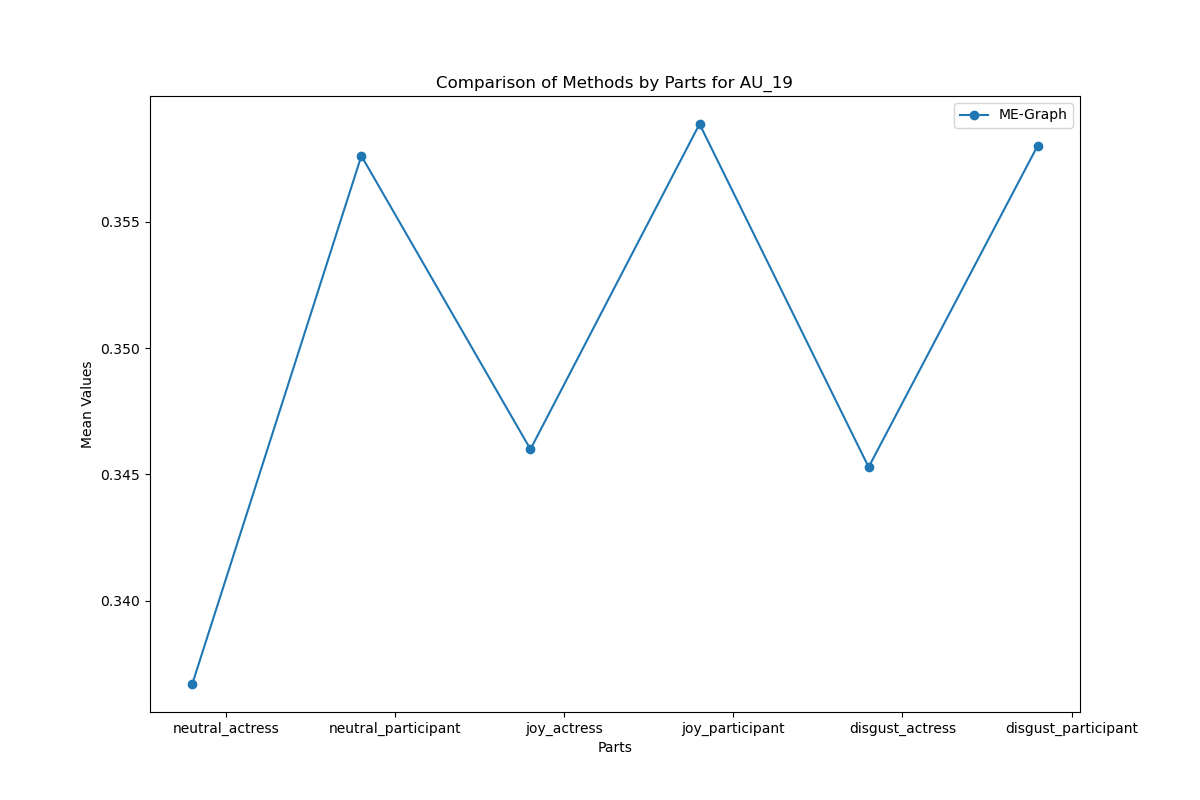 Comparison of Methods by Parts for AU_19
ME-Graph
0.355
0.350
0.345
0.340
Mean Values
neutral_actress neutral_participant joy_actress joy_participant disgust_actress disgust_participant
Parts